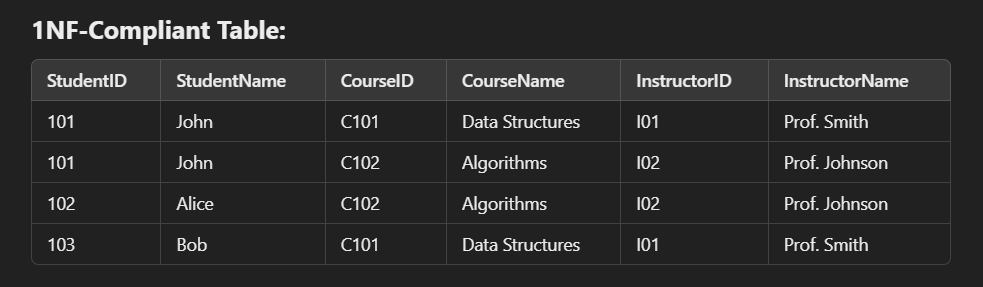 1NF-Compliant Table:
StudentID StudentName CourseID CourseName InstructorID InstructorName
101 John C101 Data Structures I01 Prof. Smith
101 John C102 Algorithms I02 Prof. Johnson
102 Alice C102 Algorithms I02 Prof. Johnson
103 Bob C101 Data Structures I01 Prof. Smith